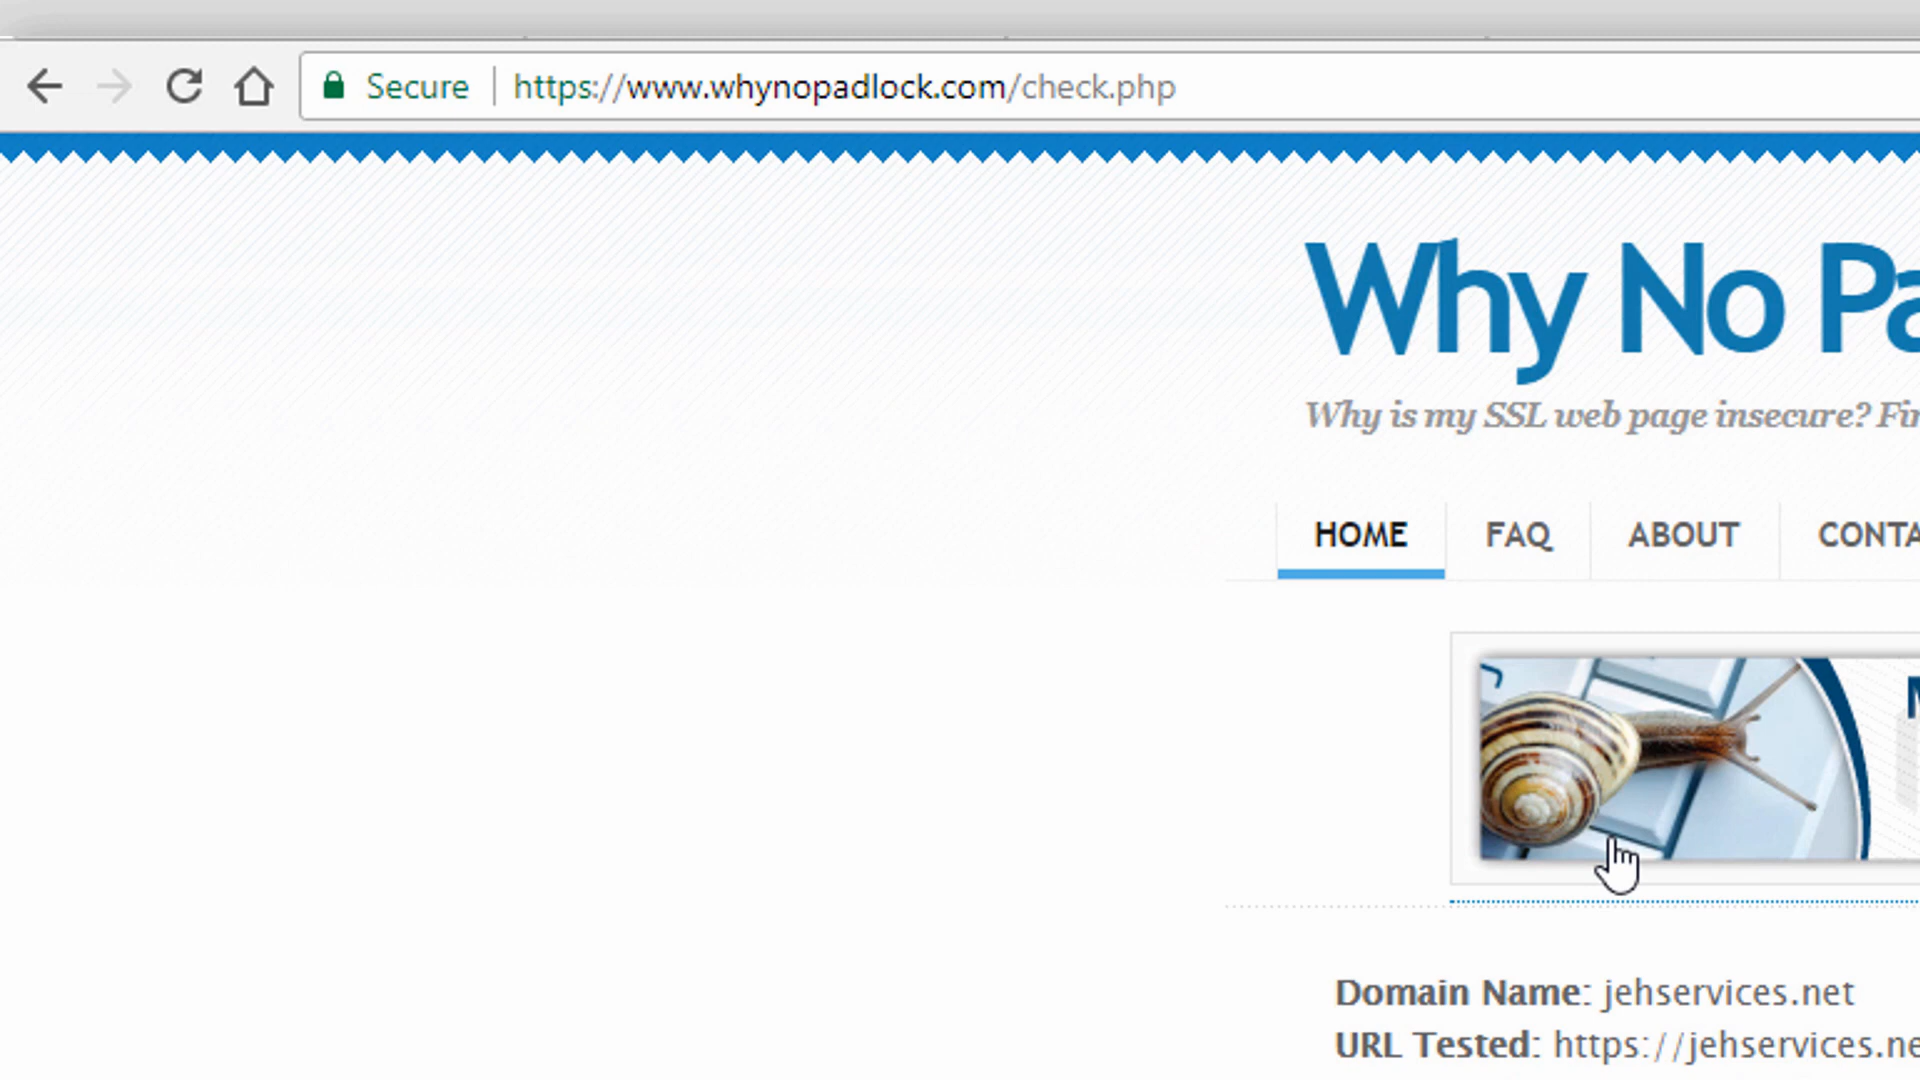 Secure | https://www.whynopadlock.com/check.php
Why No Pa
Why is my SSL web page insecure? Fin
HOME FAQ ABOUT CONTA
Domain Name: jehservices.net
URL Tested: https://jehservices.ne